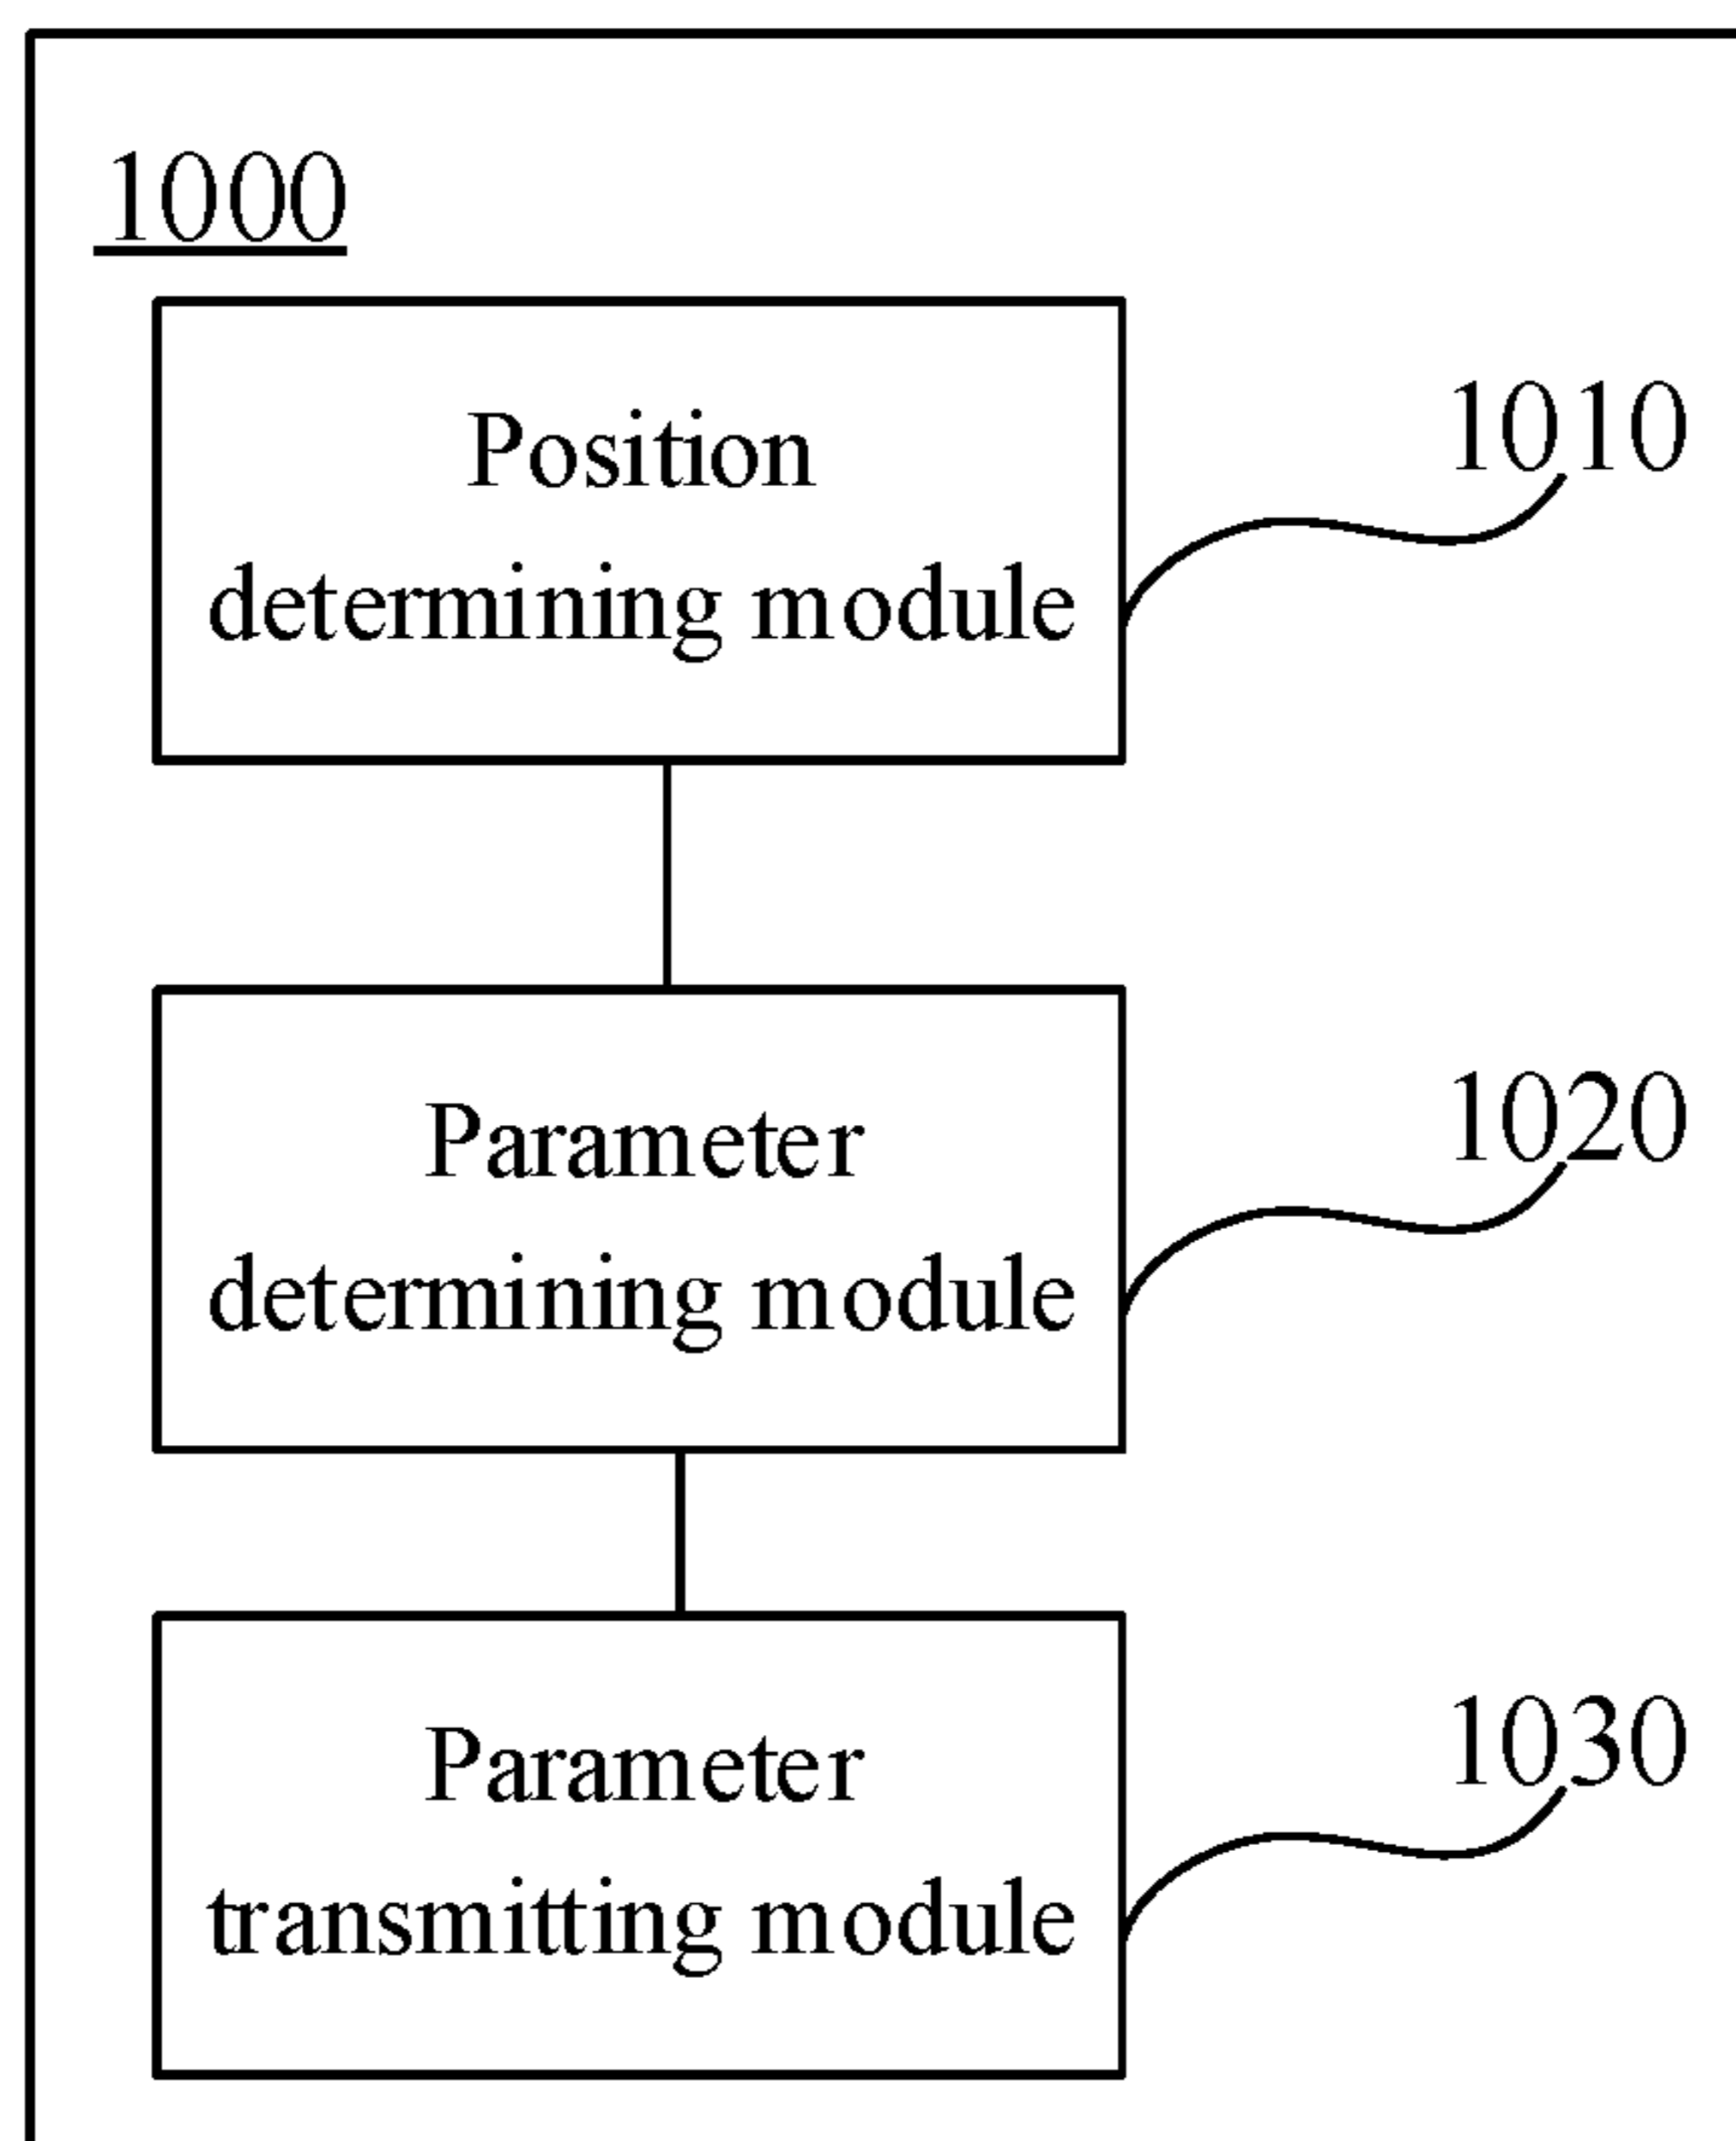 1000
Position
determining module
1010
Parameter
determining module
1020
Parameter
transmitting module
1030